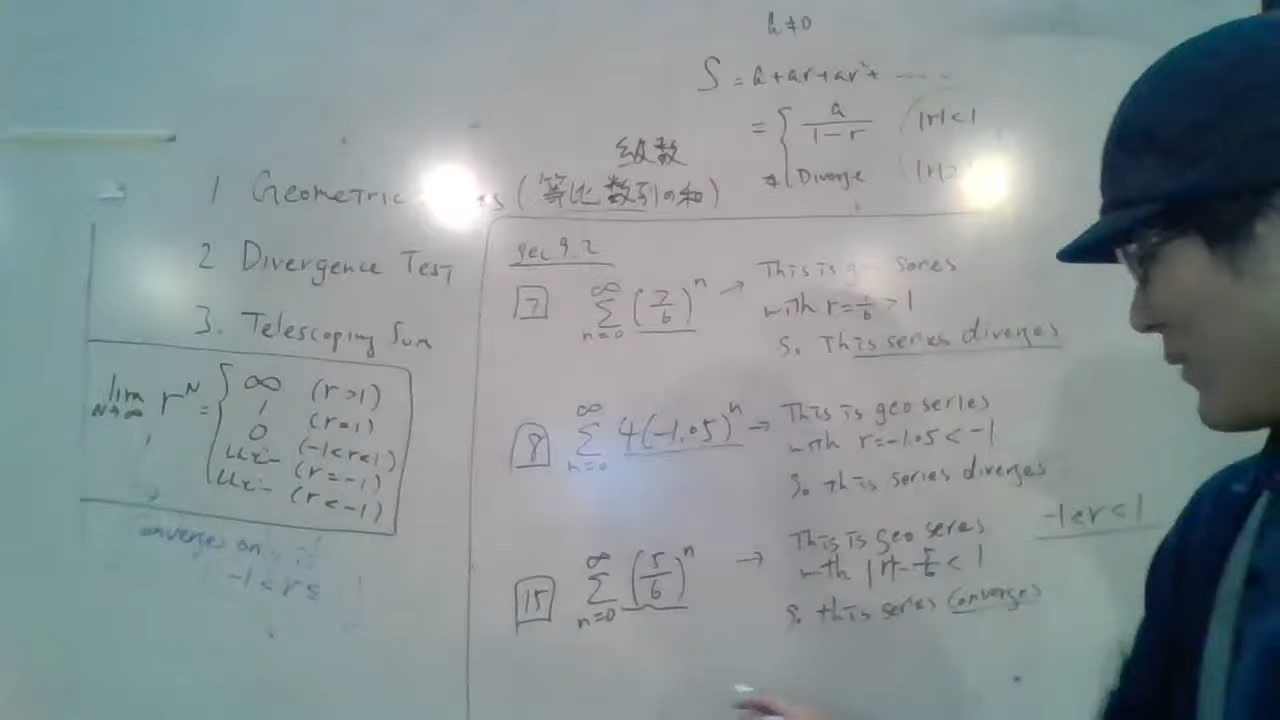 a≠0
S = a+ar+ar²+ ......
= { a/(1-r) |r|<1
Diverge
級数
1 Geometric (等比数列の和)
2 Divergence Test
3. Telescoping Sum
lim N→∞ r^N =
∞ (r>1)
1 (r=1)
0 (-1<r<1)
(r=-1)
(r<-1)
Converges on
-1<r≤
sec 9.2
7 ∞ Σ n=0 (7/6)^n → This is series
with r= >1
So This series diverges
8 ∞ Σ n=0 4(-1.05)^n → This is geo series
with r=-1.05<-1
So this series diverges
-1<r<1
15 ∞ Σ n=0 (5/6)^n → This is geo series
with |r|=5/6<1
So this series converges